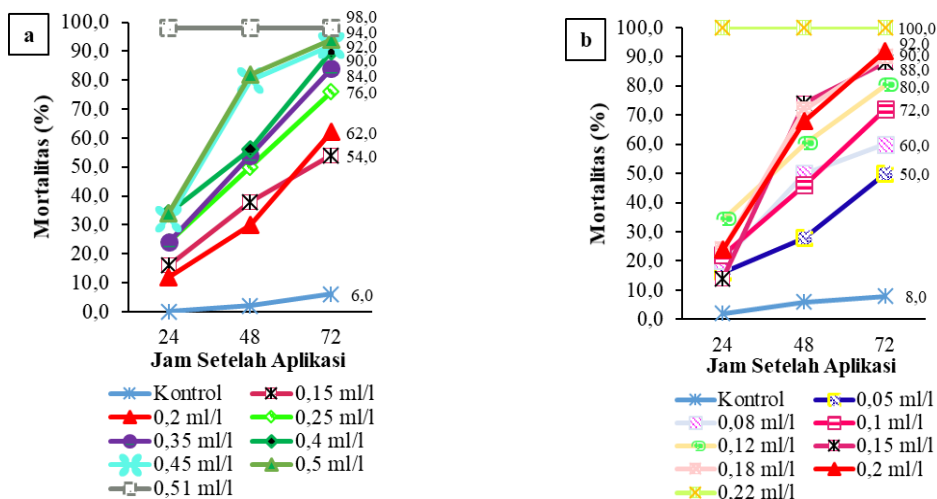 a
Mortalitas (%)
100,0
90,0
80,0
70,0
60,0
50,0
40,0
30,0
20,0
10,0
0,0
98,0
94,0
92,0
90,0
84,0
76,0
62,0
54,0
6,0
24 48 72
Jam Setelah Aplikasi
Kontrol 0,15 ml/l
0,2 ml/l 0,25 ml/l
0,35 ml/l 0,4 ml/l
0,45 ml/l 0,5 ml/l
0,51 ml/l
b
Mortalitas (%)
100,0
90,0
80,0
70,0
60,0
50,0
40,0
30,0
20,0
10,0
0,0
100,0
92,0
90,0
88,0
80,0
72,0
60,0
50,0
8,0
24 48 72
Jam Setelah Aplikasi
Kontrol 0,05 ml/l
0,08 ml/l 0,1 ml/l
0,12 ml/l 0,15 ml/l
0,18 ml/l 0,2 ml/l
0,22 ml/l